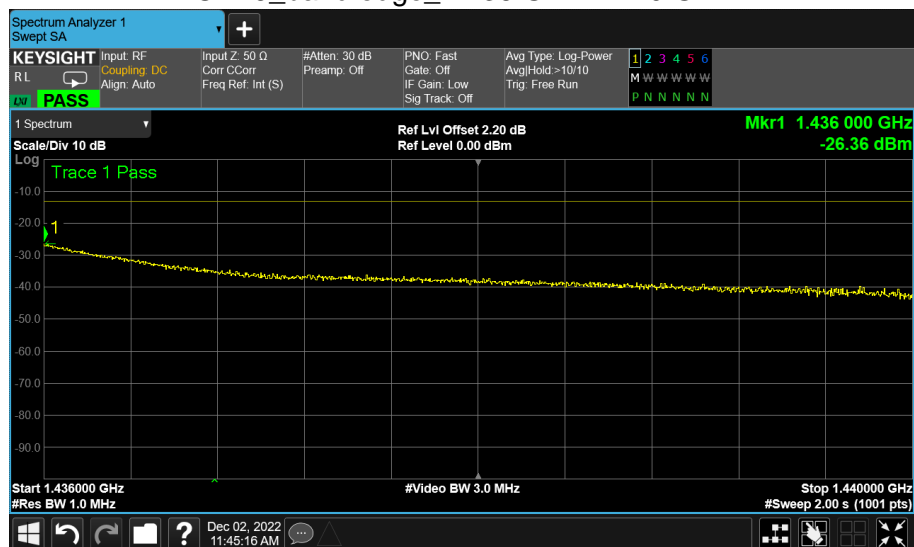 Spectrum Analyzer 1
Swept SA
+
KEYSIGHT
RL
LXI PASS
Input: RF
Coupling: DC
Align: Auto
Input Z: 50 Ω
Corr CCorr
Freq Ref: Int (S)
#Atten: 30 dB
Preamp: Off
PNO: Fast
Gate: Off
IF Gain: Low
Sig Track: Off
Avg Type: Log-Power
Avg|Hold:>10/10
Trig: Free Run
1 2 3 4 5 6
M W W W W W
P N N N N N
1 Spectrum
Scale/Div 10 dB
Ref Lvl Offset 2.20 dB
Ref Level 0.00 dBm
Mkr1 1.436 000 GHz
-26.36 dBm
Log
Trace 1 Pass
-10.0
-20.0
1
-30.0
-40.0
-50.0
-60.0
-70.0
-80.0
-90.0
Start 1.436000 GHz
#Res BW 1.0 MHz
#Video BW 3.0 MHz
Stop 1.440000 GHz
#Sweep 2.00 s (1001 pts)
?
Dec 02, 2022
11:45:16 AM